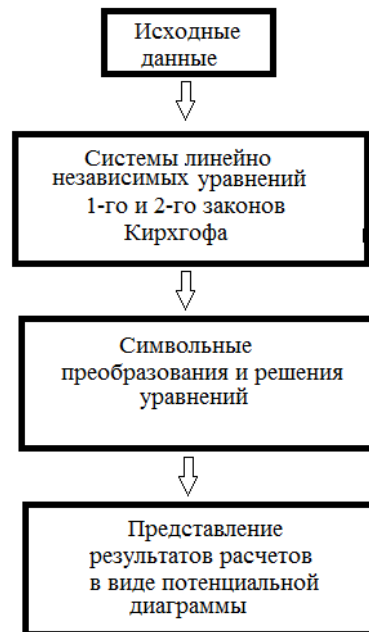 Исходные
данные
Системы линейно
независимых уравнений
1-го и 2-го законов
Кирхгофа
Символьные
преобразования и решения
уравнений
Представление
результатов расчетов
в виде потенциальной
диаграммы